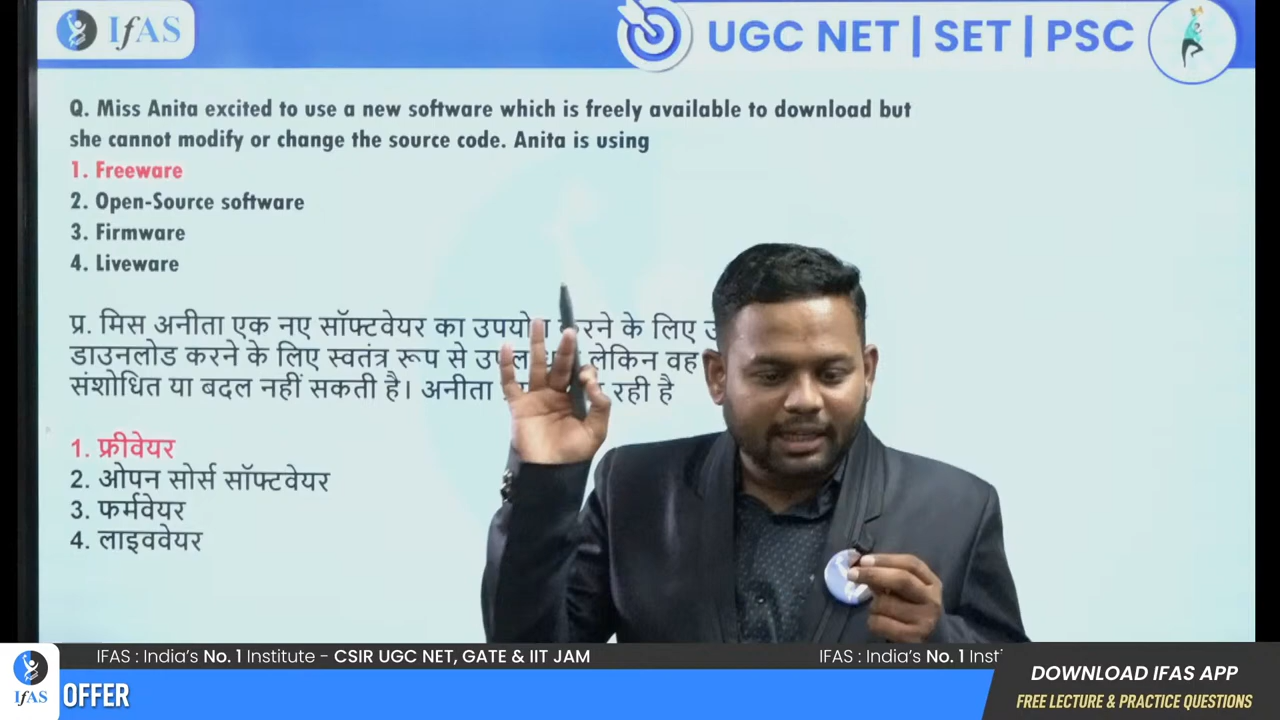 IfAS
UGC NET | SET | PSC
Q. Miss Anita excited to use a new software which is freely available to download but
she cannot modify or change the source code. Anita is using
1. Freeware
2. Open-Source software
3. Firmware
4. Liveware
प्र. मिस अनीता एक नए सॉफ्टवेयर का करने के लिए
डाउनलोड करने के लिए स्वतंत्र रूप से लेकिन वह
संशोधित या बदल नहीं सकती है। अनीता रही है
1. फ्रीवेयर
2. ओपन सोर्स सॉफ्टवेयर
3. फर्मवेयर
4. लाइववेयर
IFAS : India's No. 1 Institute - CSIR UGC NET, GATE & IIT JAM
IFAS : India's No. 1
DOWNLOAD IFAS APP
IfAS OFFER
FREE LECTURE & PRACTICE QUESTIONS